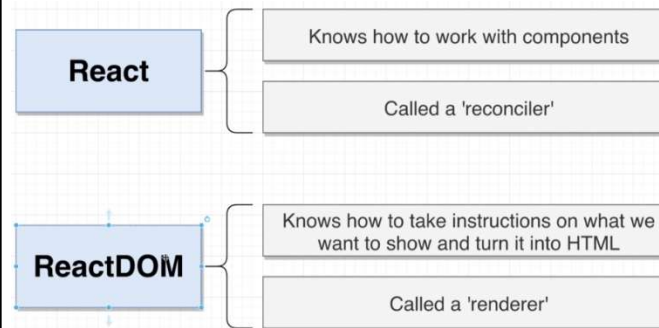 React
Knows how to work with components
Called a 'reconciler'
ReactDOM
Knows how to take instructions on what we
want to show and turn it into HTML
Called a 'renderer'